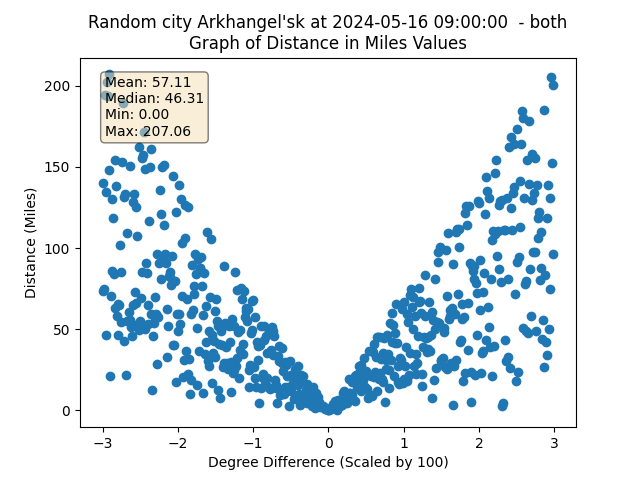 Random city Arkhangel'sk at 2024-05-16 09:00:00  - both
Graph of Distance in Miles Values
Mean: 57.11
Median: 46.31
Min: 0.00
Max: 207.06
Distance (Miles)
200
150
100
50
0
−3 −2 −1 0 1 2 3
Degree Difference (Scaled by 100)